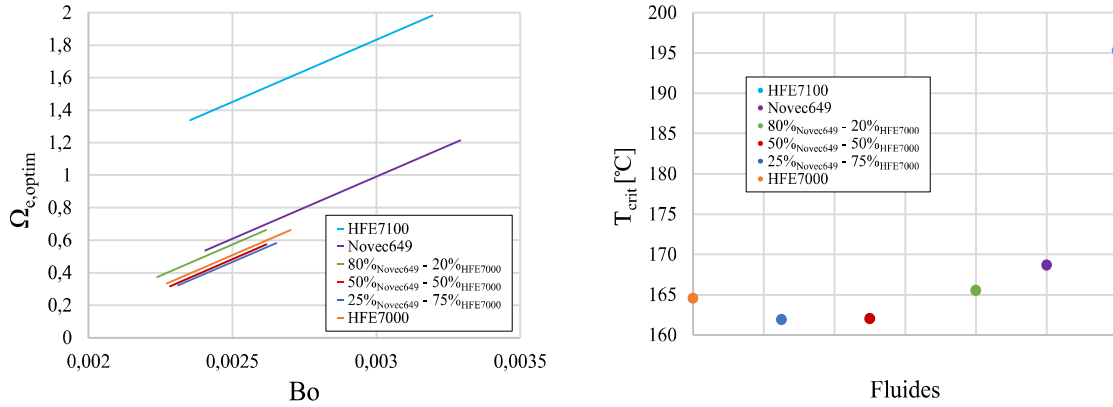 2
1,8
1,6
1,4
1,2
1
0,8
0,6
0,4
0,2
0
Ωe,optim
HFE7100
Novec649
80%Novec649 - 20%HFE7000
50%Novec649 - 50%HFE7000
25%Novec649 - 75%HFE7000
HFE7000
0,002 0,0025 0,003 0,0035
Bo
200
195
190
185
180
175
170
165
160
Tcrit [℃]
HFE7100
Novec649
80%Novec649 - 20%HFE7000
50%Novec649 - 50%HFE7000
25%Novec649 - 75%HFE7000
HFE7000
Fluides